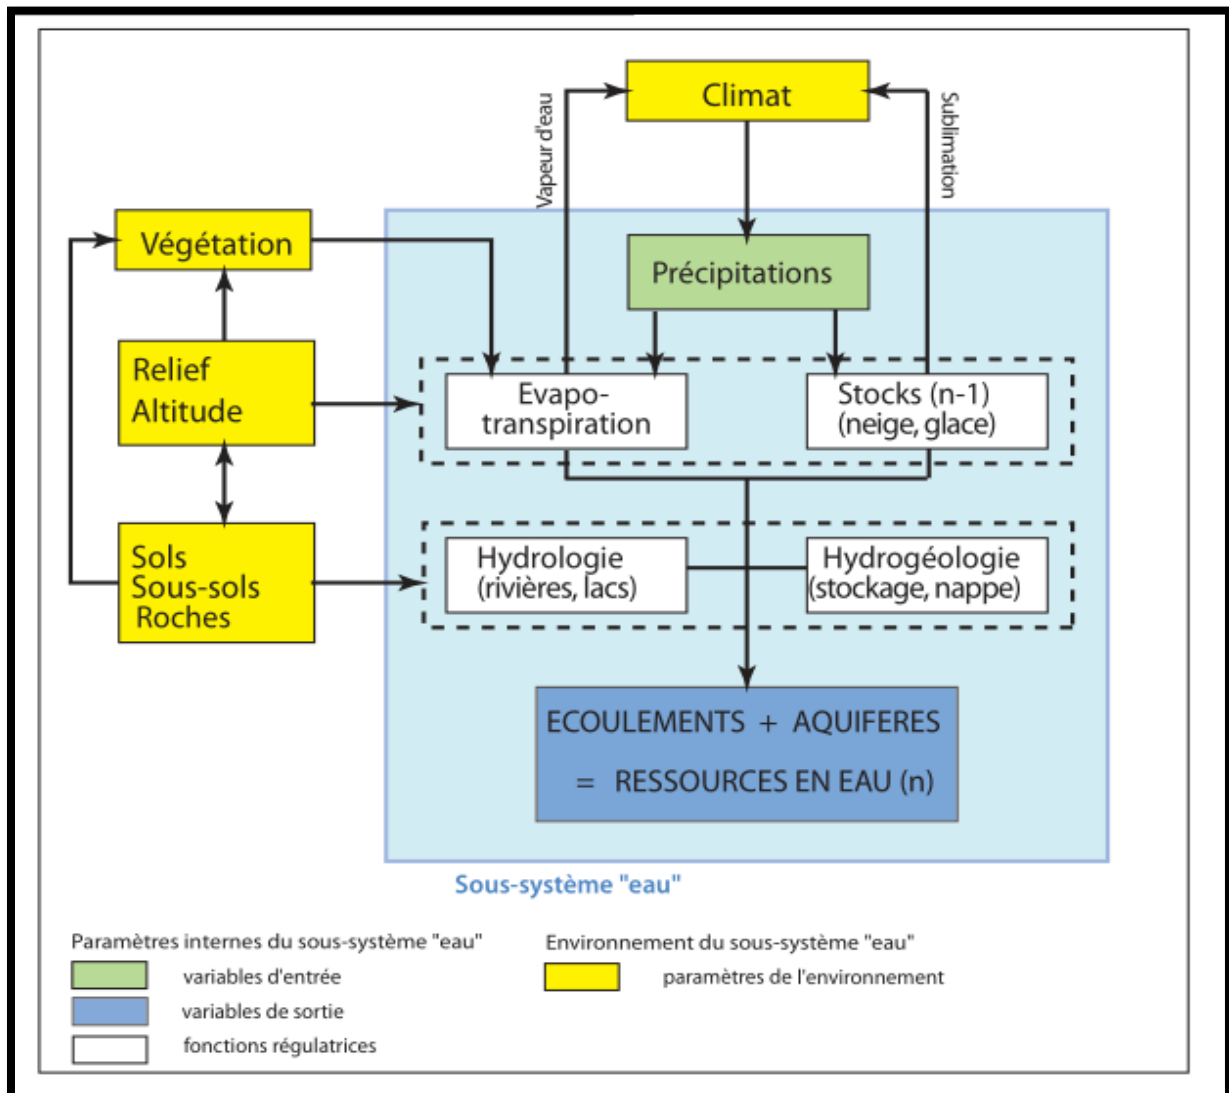 Climat
Vapeur d'eau
Sublimation
Végétation
Précipitations
Relief
Altitude
Evapo-
transpiration
Stocks (n-1)
(neige, glace)
Sols
Sous-sols
Roches
Hydrologie
(rivières, lacs)
Hydrogéologie
(stockage, nappe)
ECOULEMENTS + AQUIFERES
= RESSOURCES EN EAU (n)
Sous-système "eau"
Paramètres internes du sous-système "eau"
variables d'entrée
variables de sortie
fonctions régulatrices
Environnement du sous-système "eau"
paramètres de l'environnement